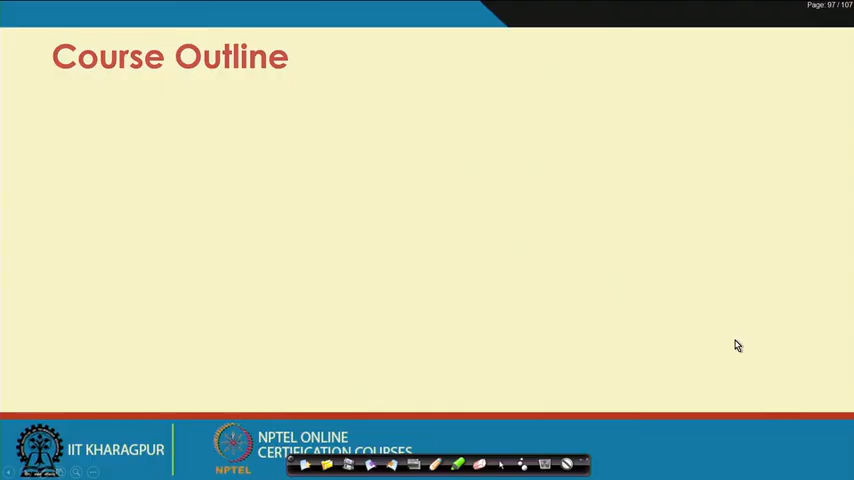 Page: 97 / 107
Course Outline
IIT KHARAGPUR
NPTEL
NPTEL ONLINE
CERTIFICATION COURSES